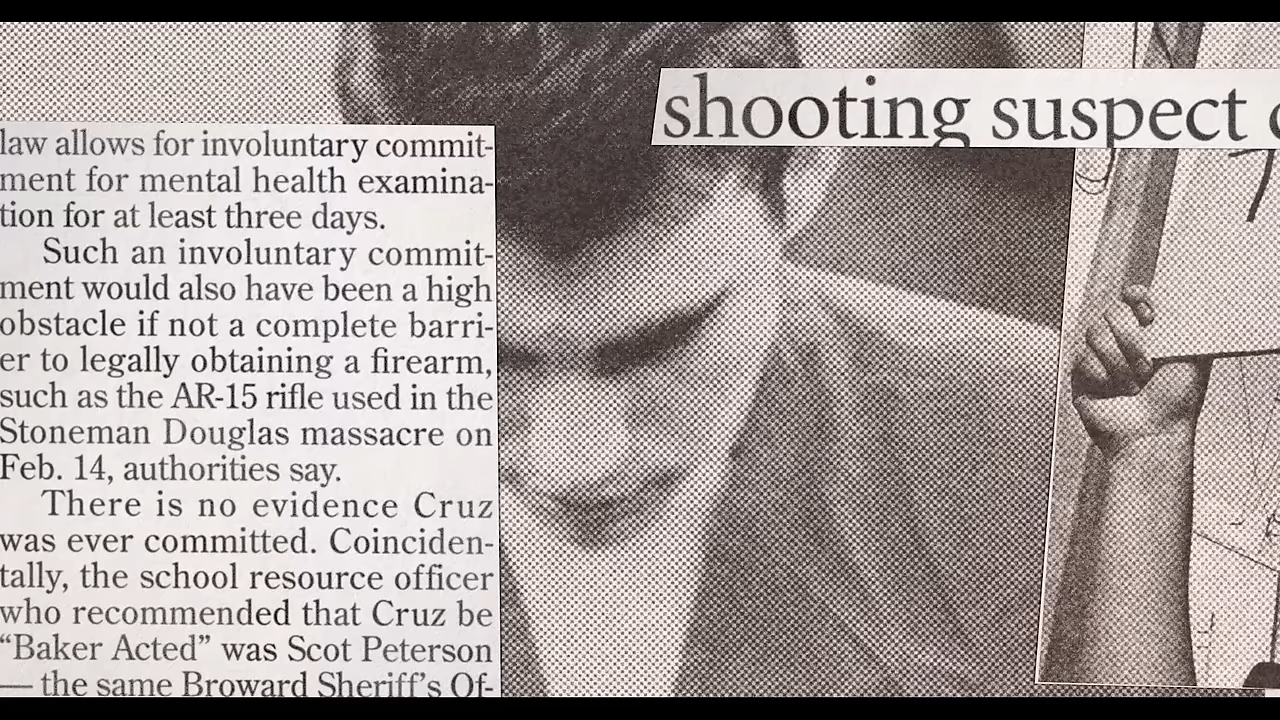 shooting suspect
law allows for involuntary commit-
ment for mental health examina-
tion for at least three days.
Such an involuntary commit-
ment would also have been a high
obstacle if not a complete barri-
er to legally obtaining a firearm,
such as the AR-15 rifle used in the
Stoneman Douglas massacre on
Feb. 14, authorities say.
There is no evidence Cruz
was ever committed. Coinciden-
tally, the school resource officer
who recommended that Cruz be
“Baker Acted” was Scot Peterson
— the same Broward Sheriff’s Of-